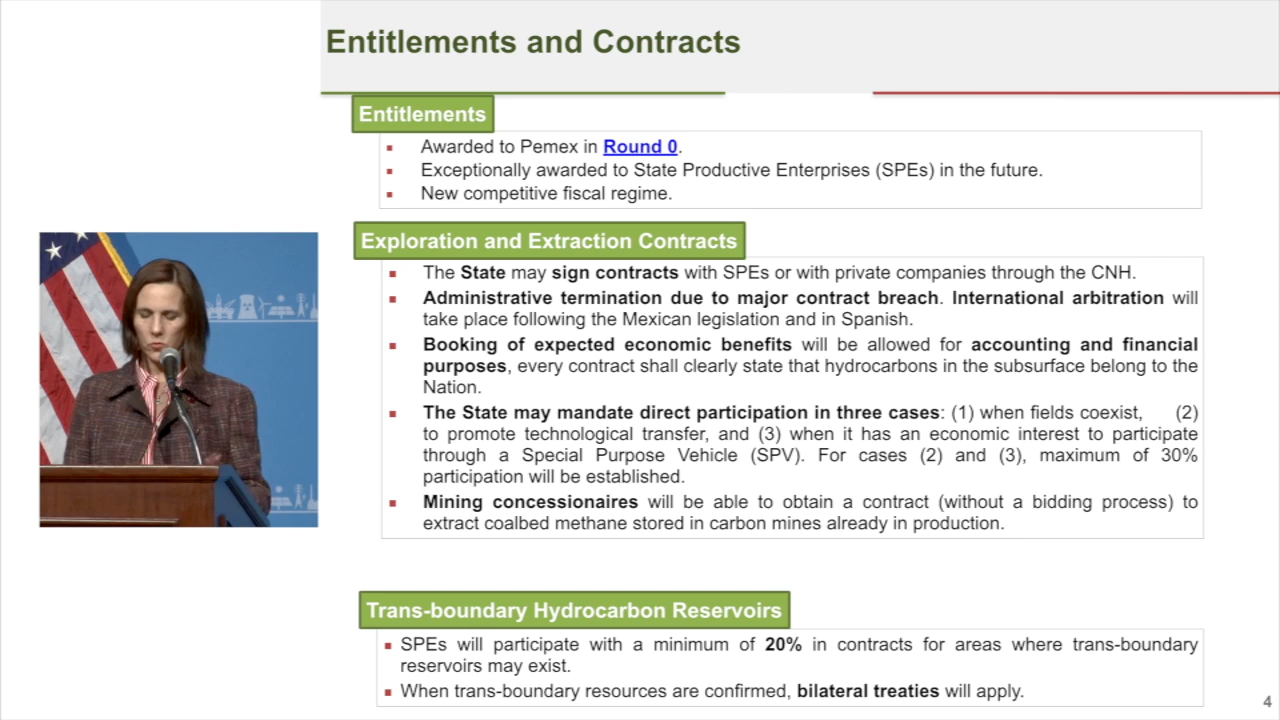 Entitlements and Contracts
Entitlements
Awarded to Pemex in Round 0.
Exceptionally awarded to State Productive Enterprises (SPEs) in the future.
New competitive fiscal regime.
Exploration and Extraction Contracts
The State may sign contracts with SPEs or with private companies through the CNH.
Administrative termination due to major contract breach. International arbitration will
take place following the Mexican legislation and in Spanish.
Booking of expected economic benefits will be allowed for accounting and financial
purposes, every contract shall clearly state that hydrocarbons in the subsurface belong to the
Nation.
The State may mandate direct participation in three cases: (1) when fields coexist, (2)
to promote technological transfer, and (3) when it has an economic interest to participate
through a Special Purpose Vehicle (SPV). For cases (2) and (3), maximum of 30%
participation will be established.
Mining concessionaires will be able to obtain a contract (without a bidding process) to
extract coalbed methane stored in carbon mines already in production.
Trans-boundary Hydrocarbon Reservoirs
SPEs will participate with a minimum of 20% in contracts for areas where trans-boundary
reservoirs may exist.
When trans-boundary resources are confirmed, bilateral treaties will apply.
4